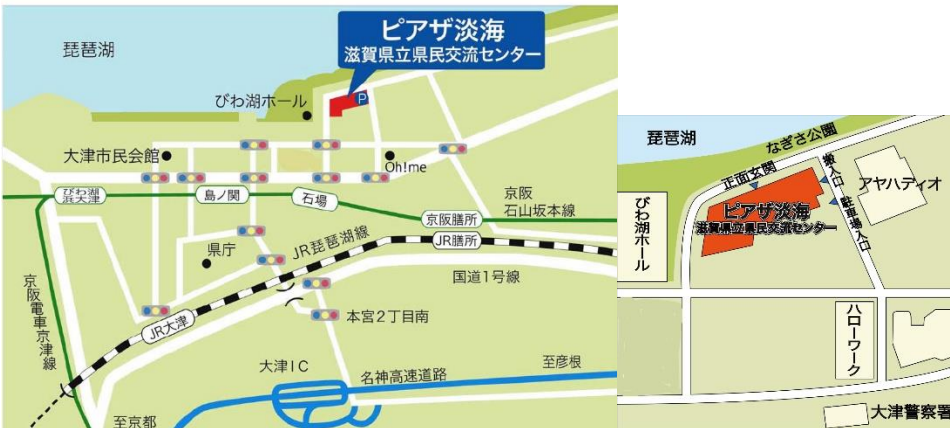 ピアザ淡海
滋賀県立県民交流センター
琵琶湖
P
びわ湖ホール
大津市民会館
Oh!me
びわ湖
浜大津
島ノ関
石場
京阪
石山坂本線
京阪膳所
県庁
JR琵琶湖線
JR膳所
国道1号線
京阪電車京津線
JR大津
本宮2丁目南
大津IC
名神高速道路
至彦根
至京都
琵琶湖
なぎさ公園
正面玄関
搬入口
駐車場入口
アヤハディオ
びわ湖ホール
ピアザ淡海
滋賀県立県民交流センター
ハローワーク
大津警察署